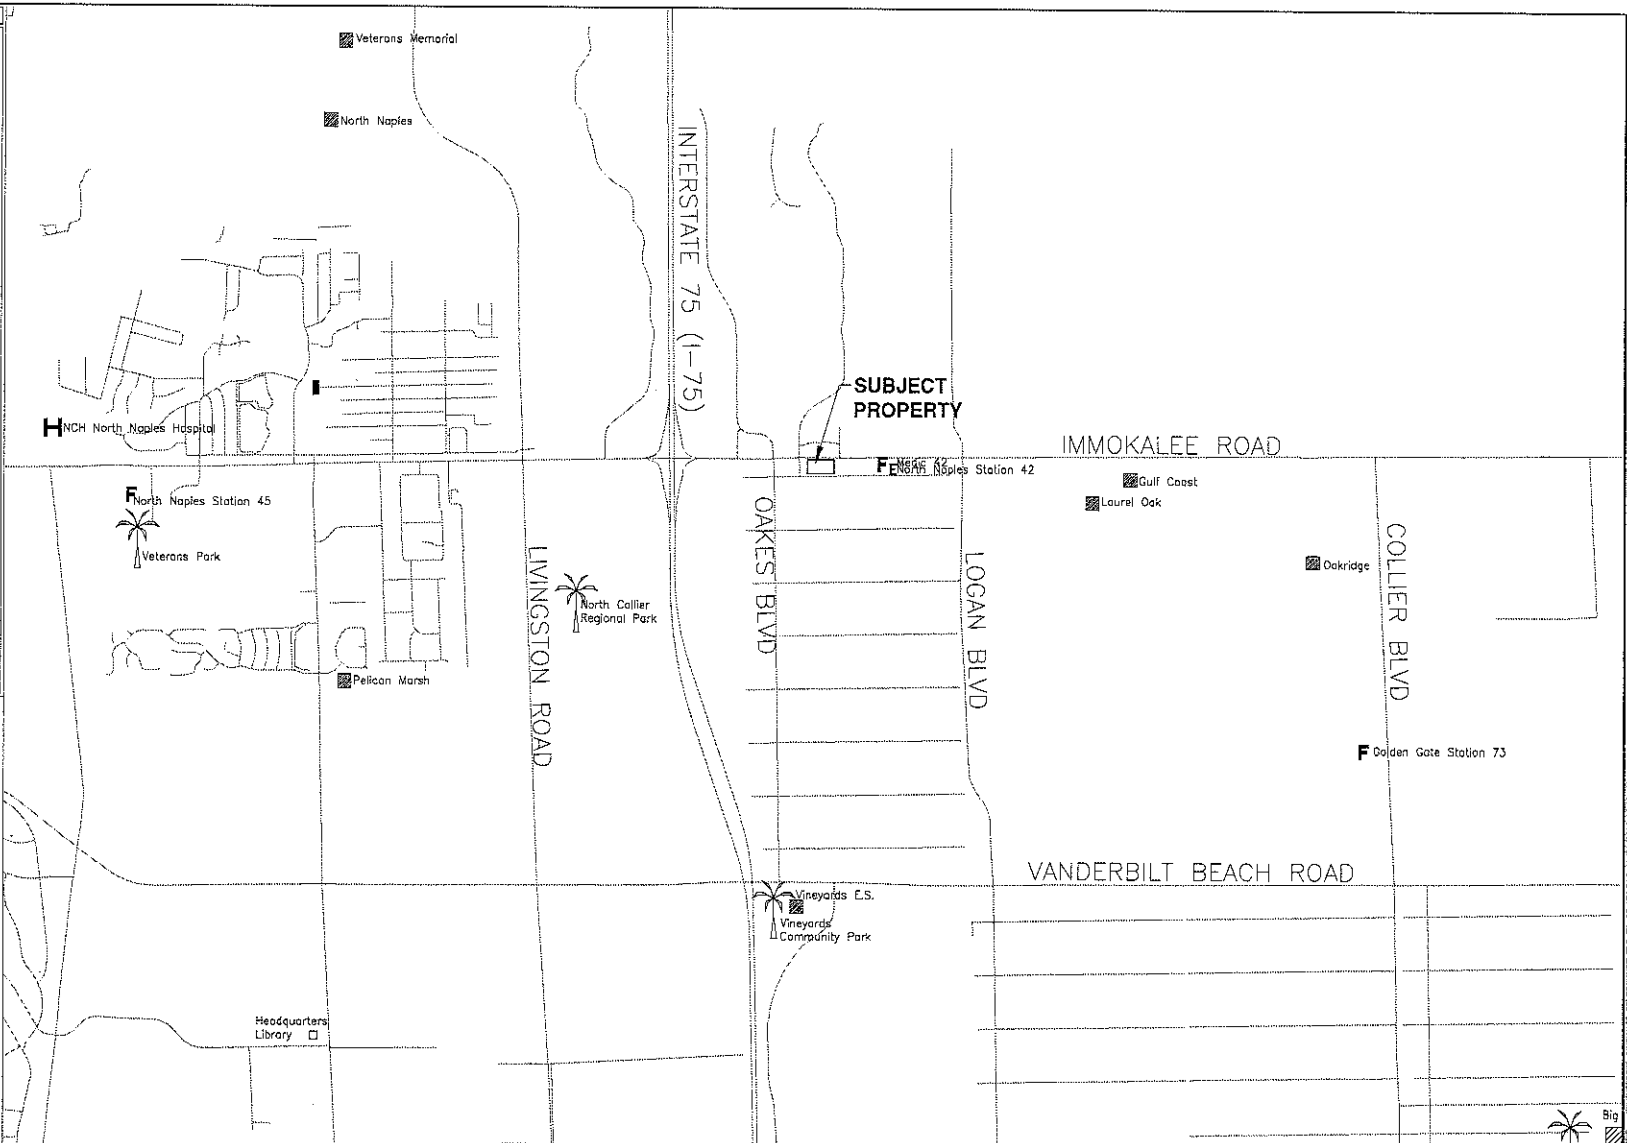 Veterans Memorial
North Naples
INTERSTATE 75 (I-75)
SUBJECT
PROPERTY
H NCH North Naples Hospital
IMMOKALEE ROAD
F E North Naples Station 42
Medic 42
Gulf Coast
Laurel Oak
F North Naples Station 45
Veterans Park
OAKES BLVD
LIVINGSTON ROAD
LOGAN BLVD
COLLIER BLVD
Oakridge
North Collier
Regional Park
Pelican Marsh
F Golden Gate Station 73
VANDERBILT BEACH ROAD
Vineyards E.S.
Vineyards
Community Park
Headquarters
Library
Big